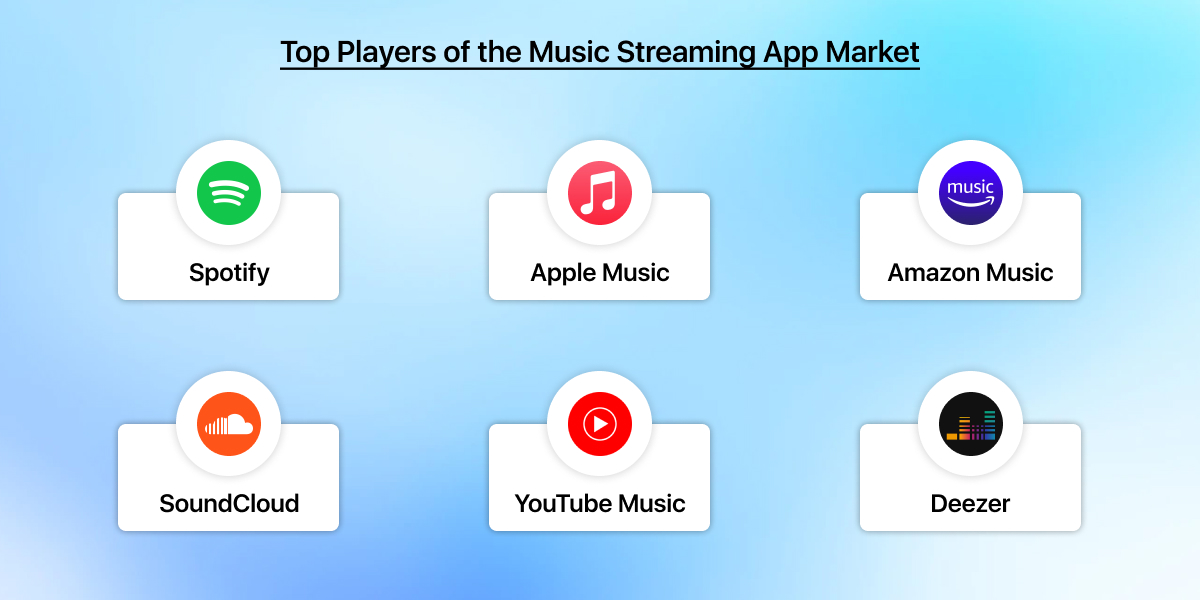 Top Players of the Music Streaming App Market
music
Spotify
Apple Music
Amazon Music
SoundCloud
YouTube Music
Deezer